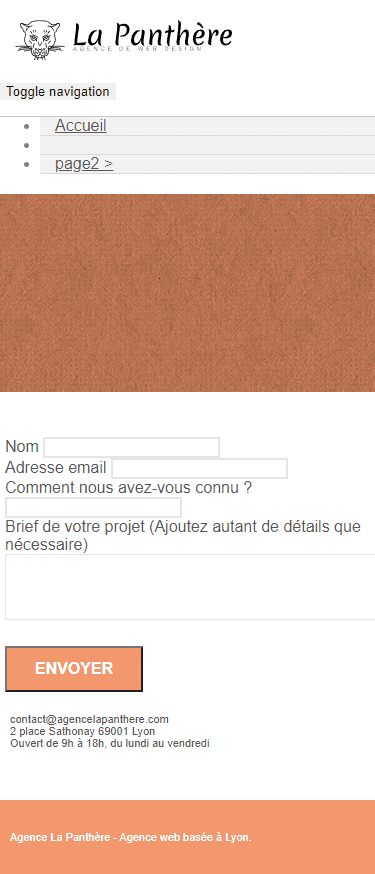 La Panthère
AGENCE DE WEB DESIGN
Toggle navigation
Accueil
page2 >
Nom
Adresse email
Comment nous avez-vous connu ?
Brief de votre projet (Ajoutez autant de détails que
nécessaire)
ENVOYER
contact@agencelapanthere.com
2 place Sathonay 69001 Lyon
Ouvert de 9h à 18h, du lundi au vendredi
Agence La Panthère - Agence web basée à Lyon.